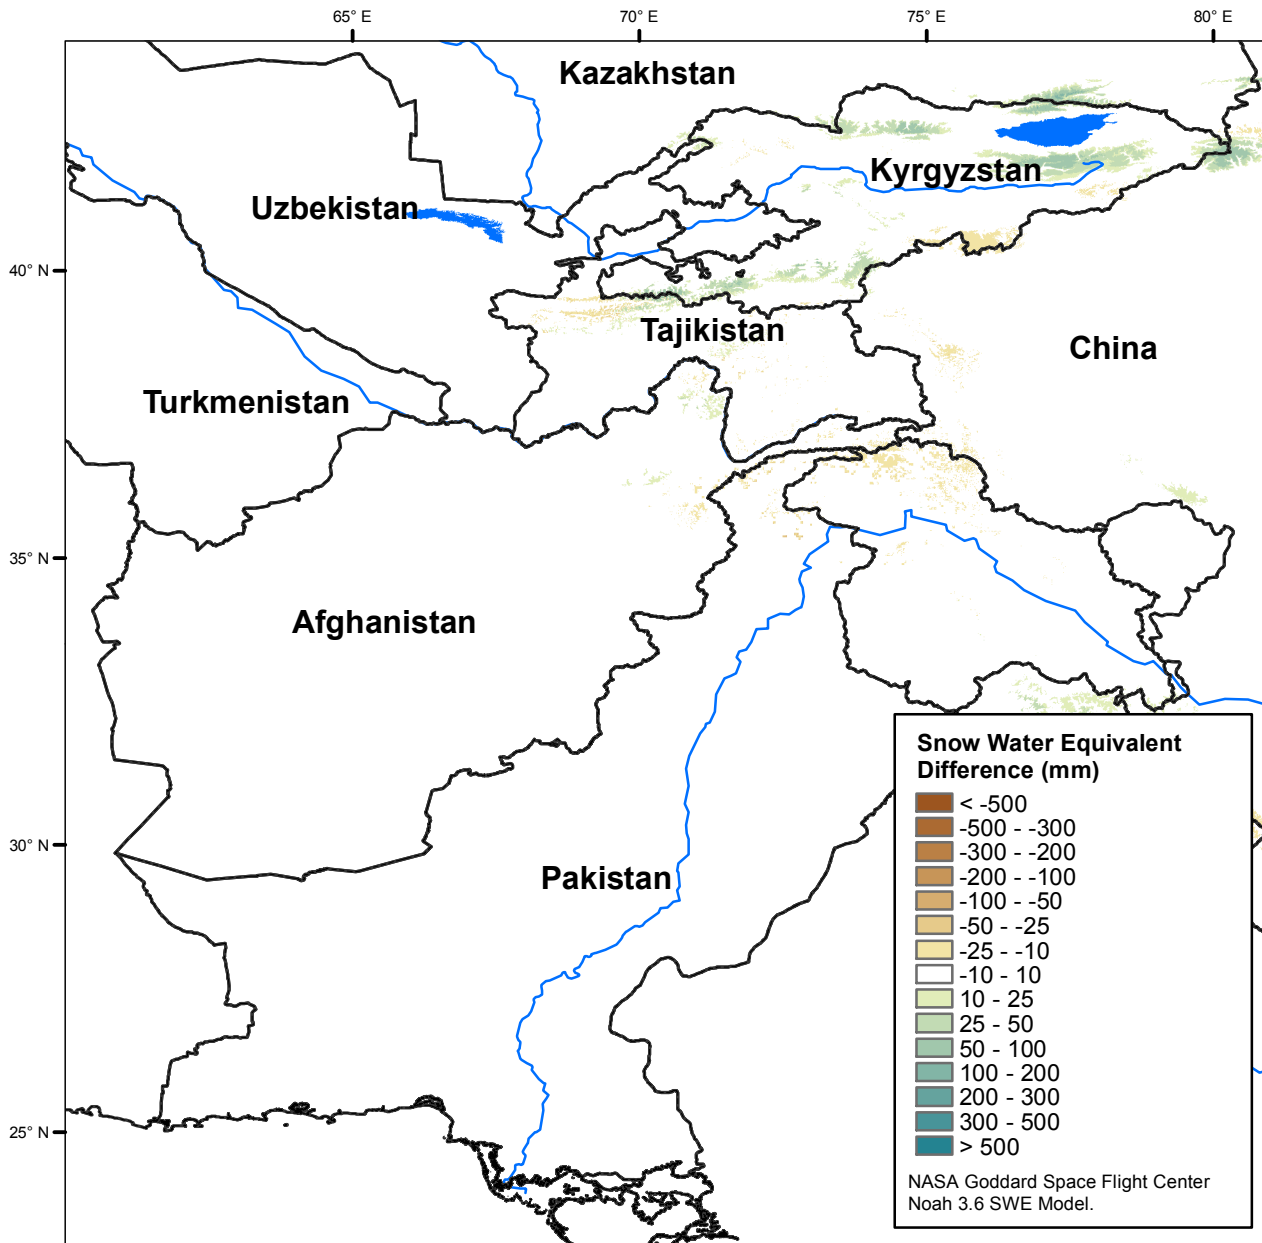 65° E
70° E
75° E
80° E
Kazakhstan
Kyrgyzstan
Uzbekistan
40° N
Tajikistan
China
Turkmenistan
35° N
Afghanistan
30° N
Pakistan
25° N
Snow Water Equivalent
Difference (mm)
< -500
-500 - -300
-300 - -200
-200 - -100
-100 - -50
-50 - -25
-25 - -10
-10 - 10
10 - 25
25 - 50
50 - 100
100 - 200
200 - 300
300 - 500
> 500
NASA Goddard Space Flight Center
Noah 3.6 SWE Model.